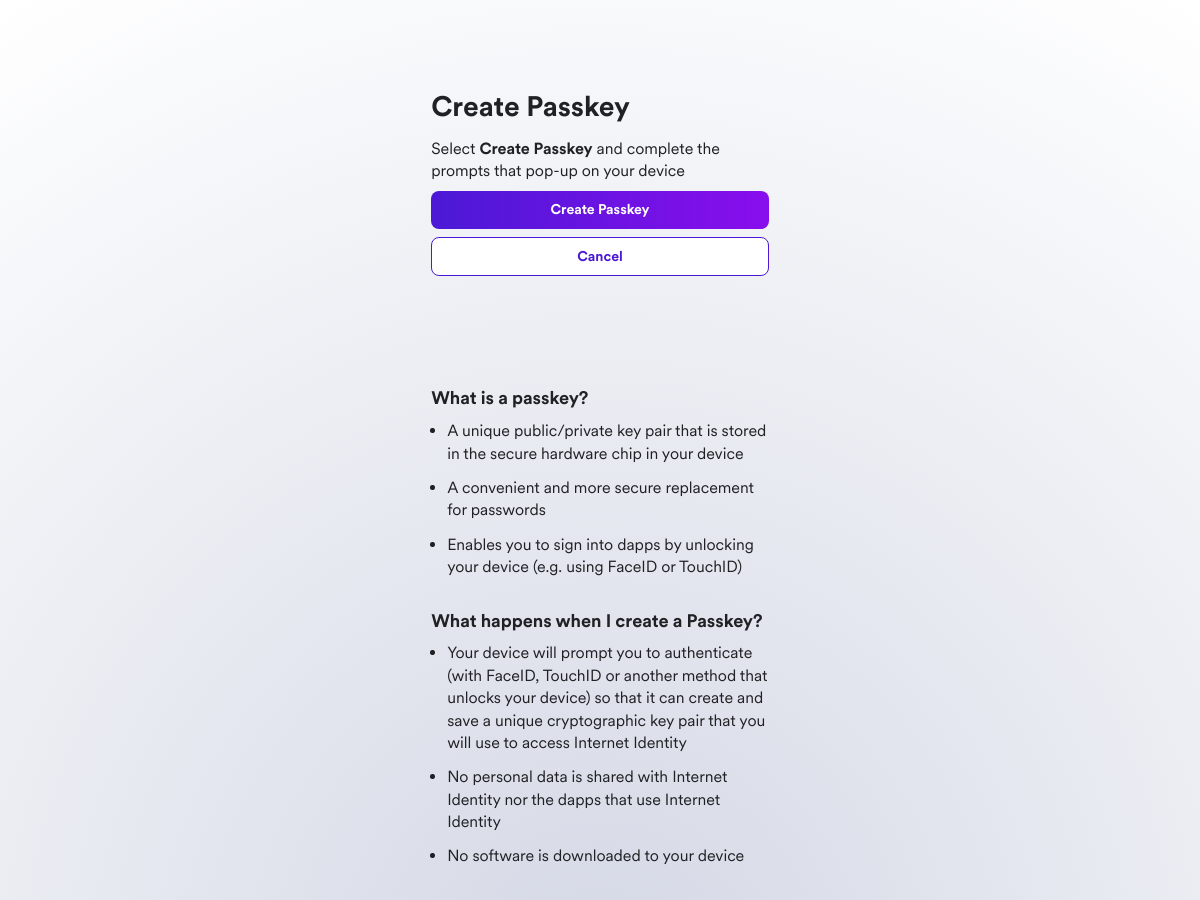 Create Passkey
Select Create Passkey and complete the
prompts that pop-up on your device
Create Passkey
Cancel
What is a passkey?
• A unique public/private key pair that is stored
in the secure hardware chip in your device
• A convenient and more secure replacement
for passwords
• Enables you to sign into dapps by unlocking
your device (e.g. using FaceID or TouchID)
What happens when I create a Passkey?
• Your device will prompt you to authenticate
(with FaceID, TouchID or another method that
unlocks your device) so that it can create and
save a unique cryptographic key pair that you
will use to access Internet Identity
• No personal data is shared with Internet
Identity nor the dapps that use Internet
Identity
• No software is downloaded to your device